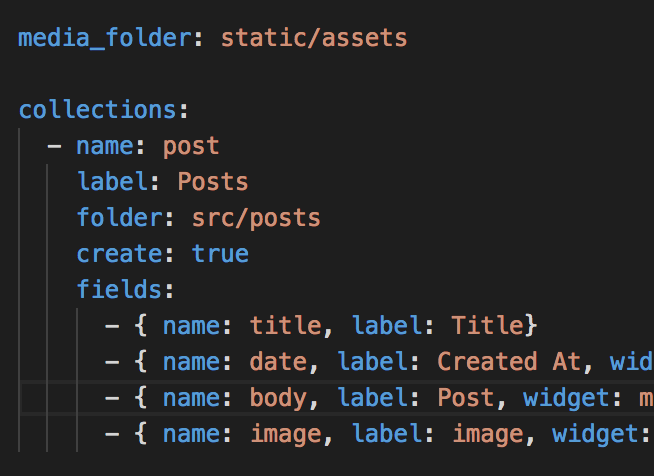 media_folder: static/assets
collections:
- name: post
label: Posts
folder: src/posts
create: true
fields:
- { name: title, label: Title}
- { name: date, label: Created At, wid
- { name: body, label: Post, widget: m
- { name: image, label: image, widget: